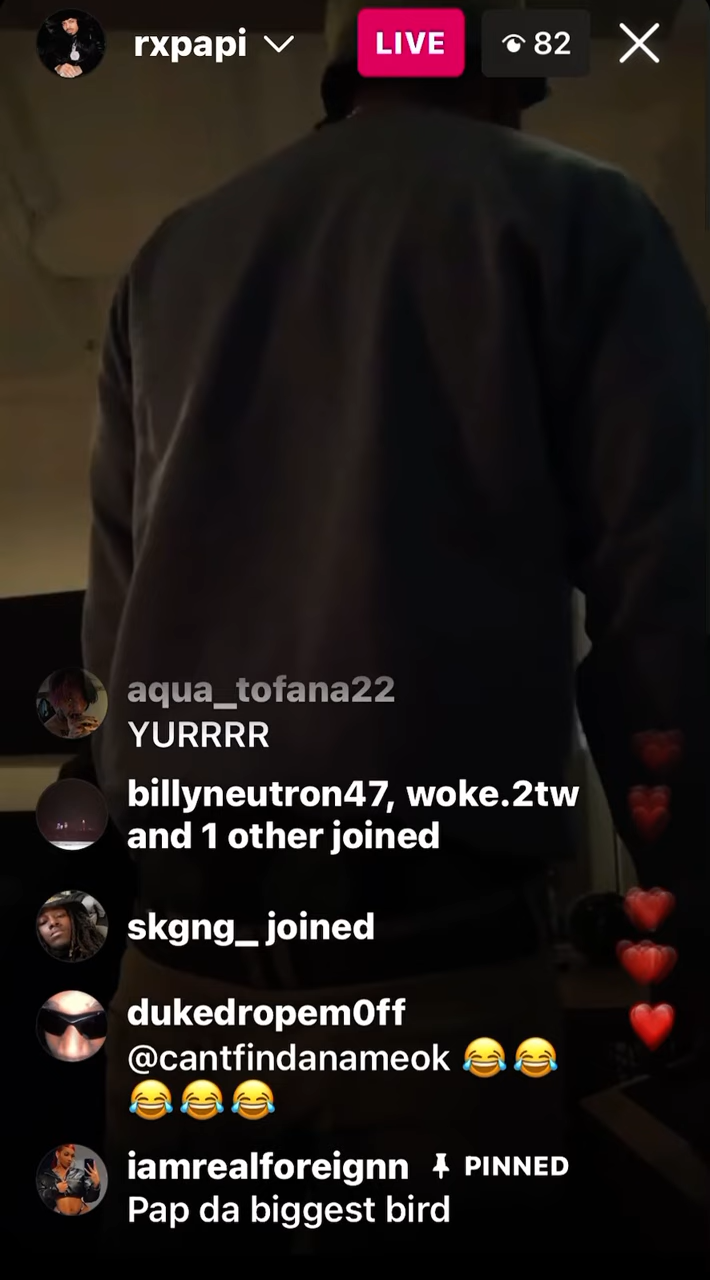 rxpapi
LIVE
82
aqua_tofana22
YURRRR
billyneutron47, woke.2tw
and 1 other joined
skgng_ joined
dukedropem0ff
@cantfindanameok 😂😂
😂😂😂
iamrealforeignn PINNED
Pap da biggest bird